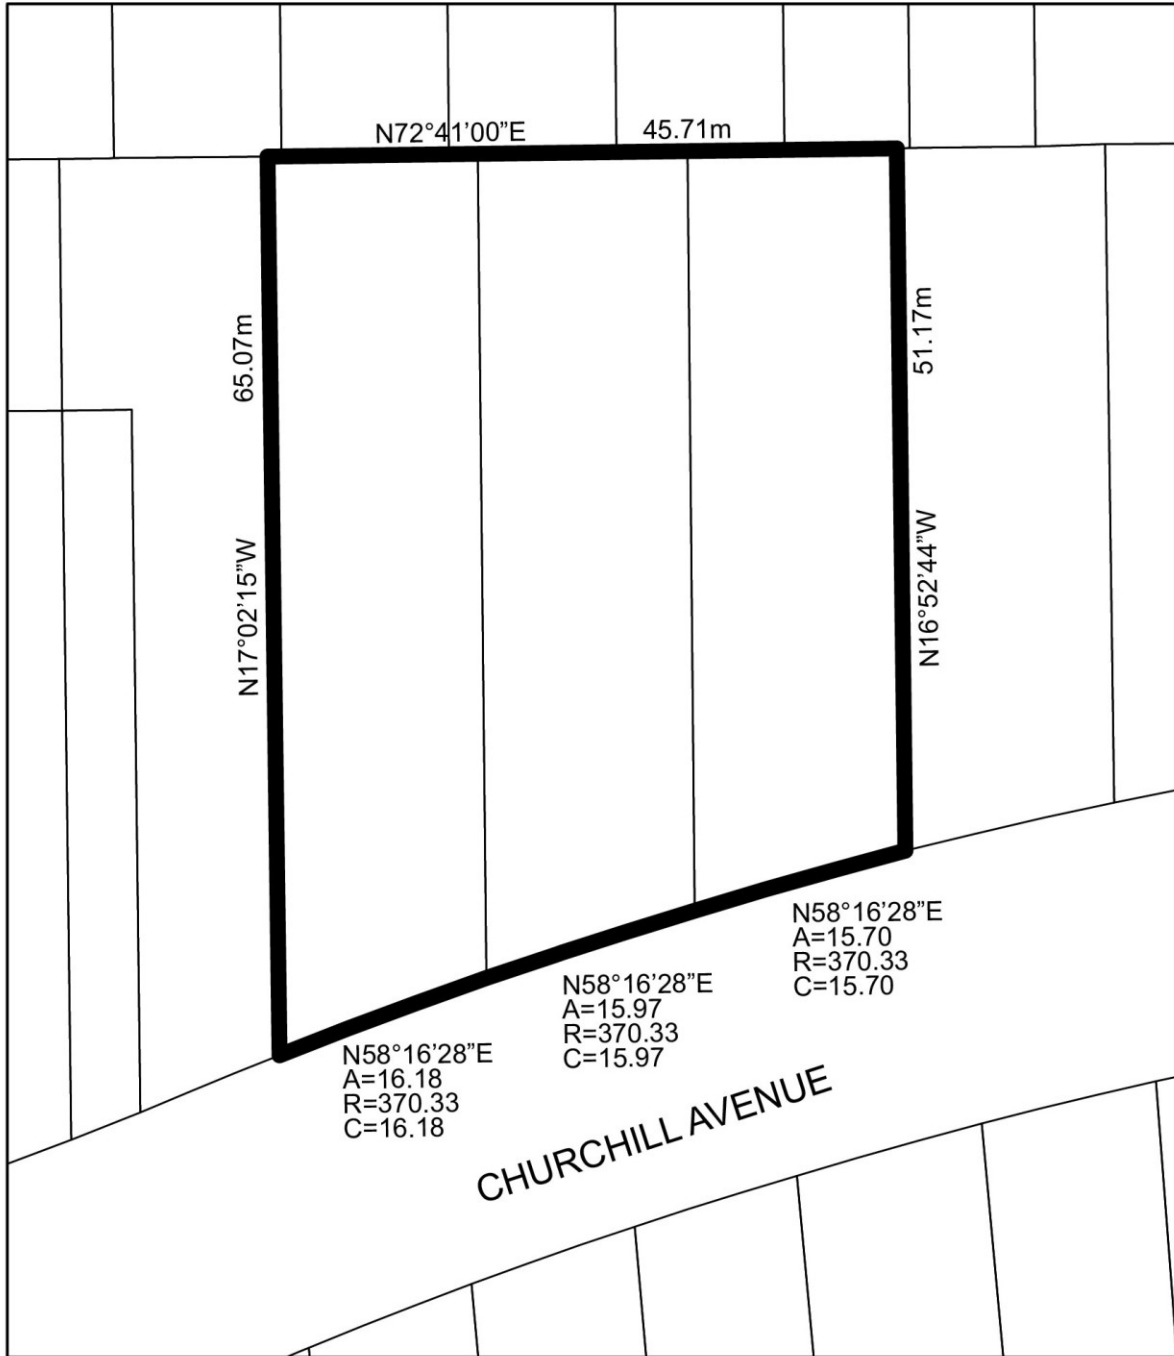 N72°41'00”E
45.71m
65.07m
51.17m
N17°02'15”W
N16°52'44”W
N58°16'28”E
A=15.70
R=370.33
C=15.70
N58°16'28”E
A=15.97
R=370.33
C=15.97
N58°16'28”E
A=16.18
R=370.33
C=16.18
CHURCHILL AVENUE